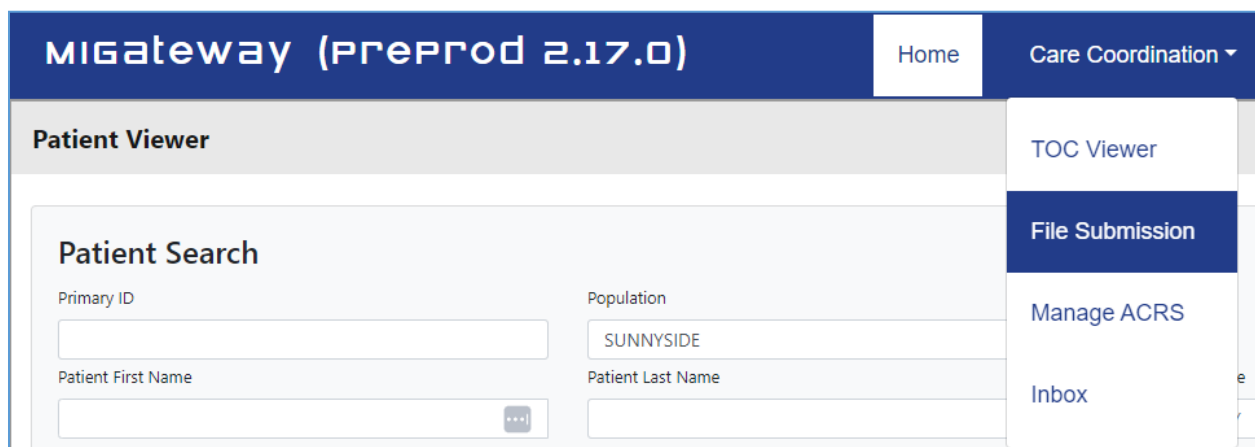 MIGateway (PreProd 2.17.0)
Home
Care Coordination
Patient Viewer
TOC Viewer
File Submission
Manage ACRS
Inbox
Patient Search
Primary ID
Population
SUNNYSIDE
Patient First Name
Patient Last Name